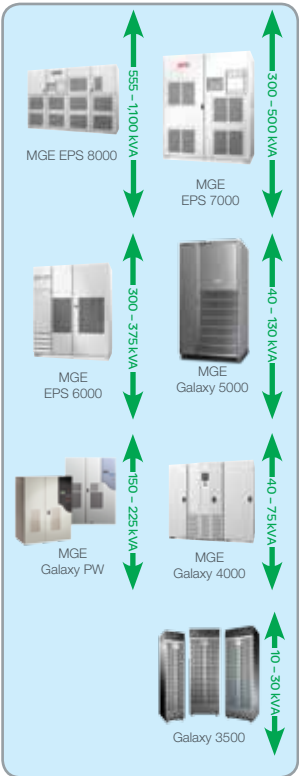 555 – 1,100 kVA
MGE EPS 8000
300 – 500 kVA
MGE
EPS 7000
300 – 375 kVA
MGE
EPS 6000
40 – 130 kVA
MGE
Galaxy 5000
150 – 225 kVA
MGE
Galaxy PW
40 – 75 kVA
MGE
Galaxy 4000
10 – 30 kVA
Galaxy 3500